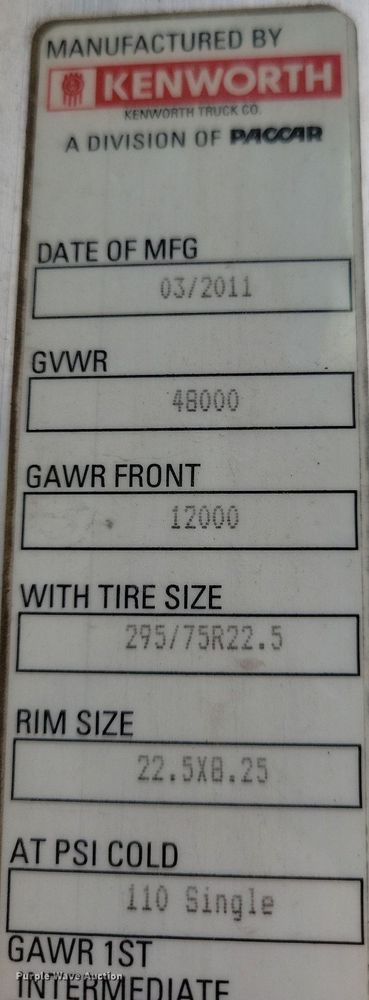 MANUFACTURED BY
KENWORTH
KENWORTH TRUCK CO.
A DIVISION OF PACCAR
DATE OF MFG
03/2011
GVWR
48000
GAWR FRONT
12000
WITH TIRE SIZE
295/75R22.5
RIM SIZE
22.5X8.25
AT PSI COLD
110 Single
GAWR 1ST
INTERMEDIATE
Purple Wave Auction